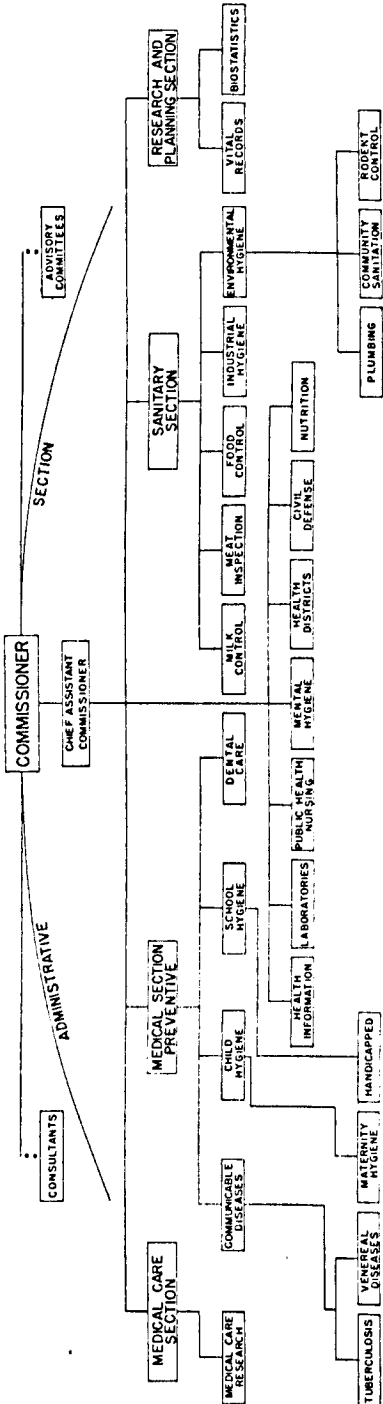 COMMISSIONER
CONSULTANTS
ADVISORY
COMMITTEES
ADMINISTRATIVE
SECTION
CHIEF ASSISTANT
COMMISSIONER
MEDICAL CARE
SECTION
MEDICAL SECTION
PREVENTIVE
SANITARY
SECTION
RESEARCH AND
PLANNING SECTION
MEDICAL CARE
RESEARCH
COMMUNICABLE
DISEASES
CHILD
HYGIENE
SCHOOL
HYGIENE
DENTAL
CARE
MILK
CONTROL
MEAT
INSPECTION
FOOD
CONTROL
INDUSTRIAL
HYGIENE
ENVIRONMENTAL
HYGIENE
VITAL
RECORDS
BIOSTATISTICS
HEALTH
INFORMATION
LABORATORIES
PUBLIC HEALTH
NURSING
MENTAL
HYGIENE
HEALTH
DISTRICTS
CIVIL
DEFENSE
NUTRITION
TUBERCULOSIS
VENEREAL
DISEASES
MATERNITY
HYGIENE
HANDICAPPED
PLUMBING
COMMUNITY
SANITATION
RODENT
CONTROL